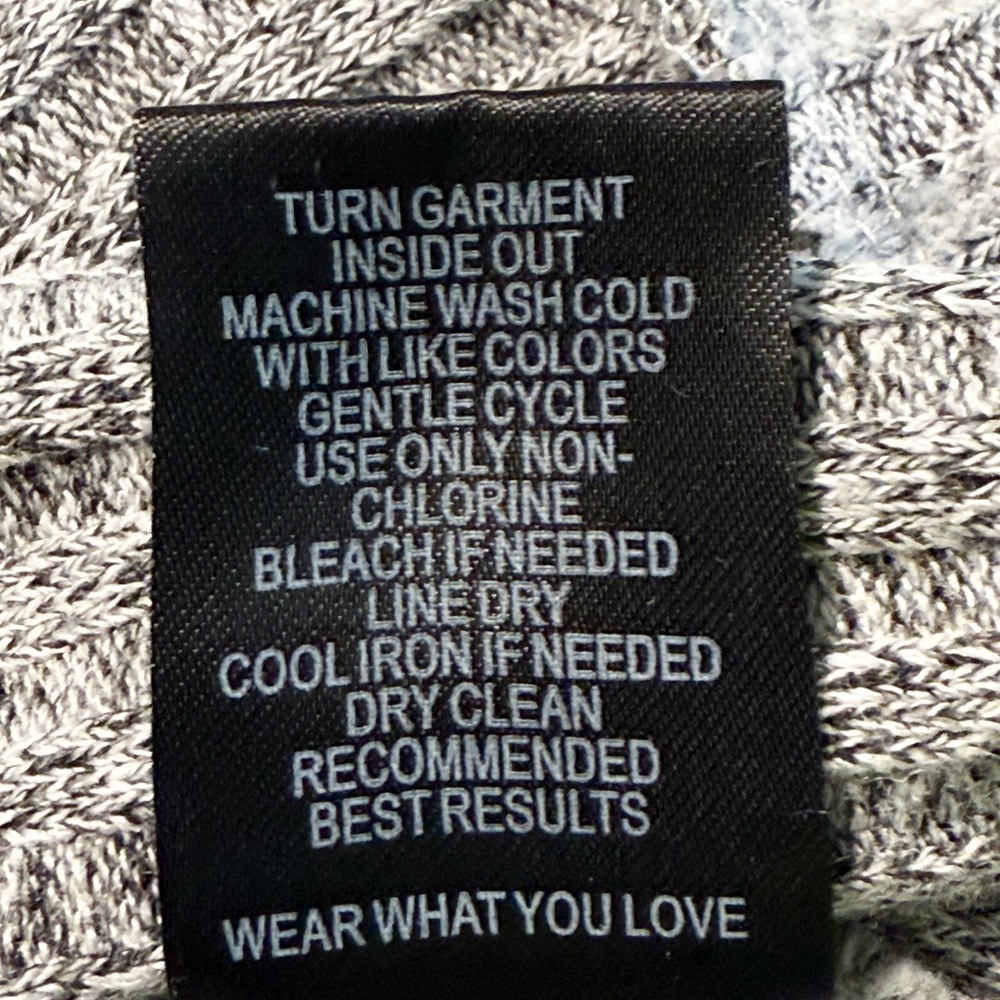 TURN GARMENT
INSIDE OUT
MACHINE WASH COLD
WITH LIKE COLORS
GENTLE CYCLE
USE ONLY NON-
CHLORINE
BLEACH IF NEEDED
LINE DRY
COOL IRON IF NEEDED
DRY CLEAN
RECOMMENDED
BEST RESULTS
WEAR WHAT YOU LOVE